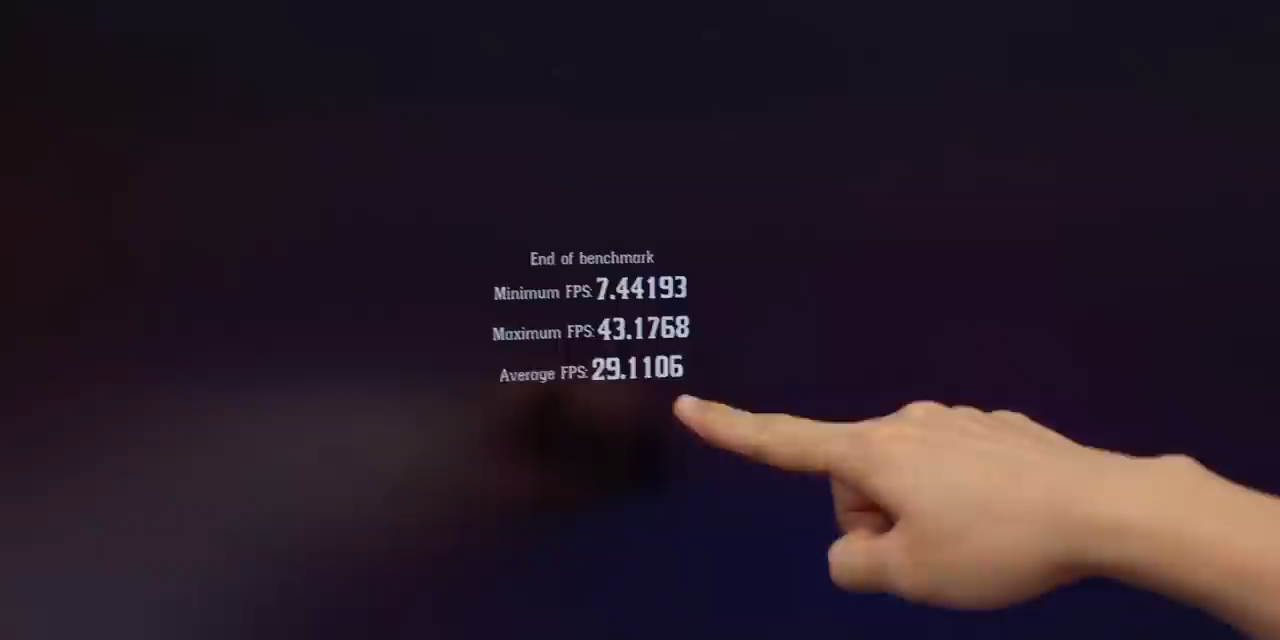 End of benchmark
Minimum FPS: 7.44193
Maximum FPS: 43.1768
Average FPS: 29.1106